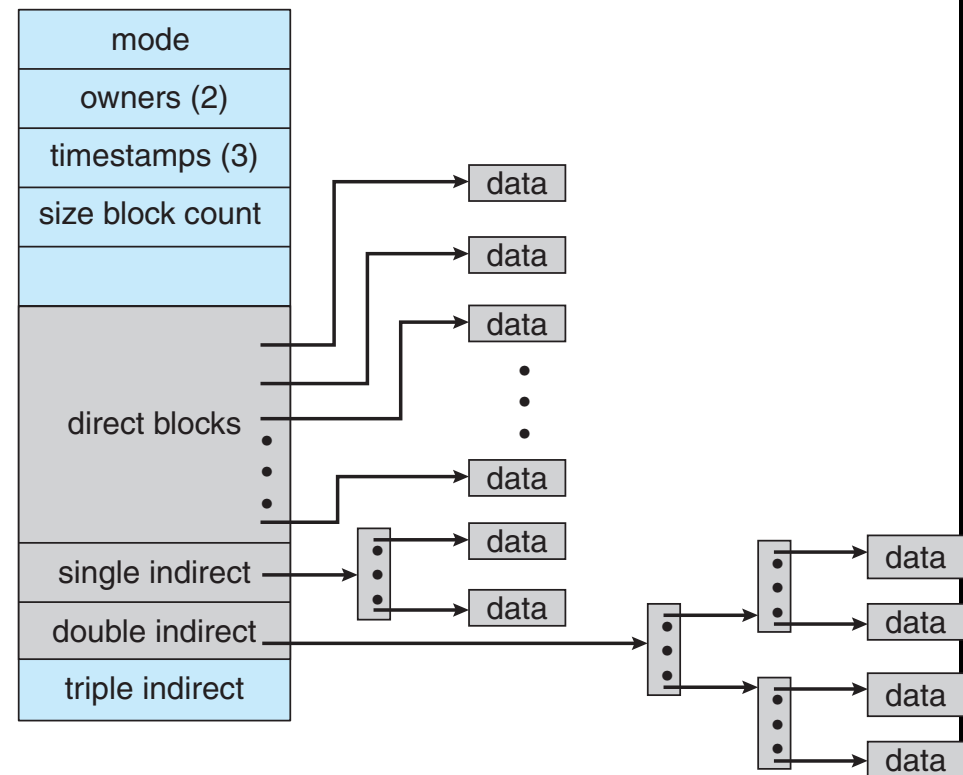 mode
owners (2)
timestamps (3)
size block count
direct blocks
single indirect
double indirect
triple indirect
data
data
data
data
data
data
data
data
data
data